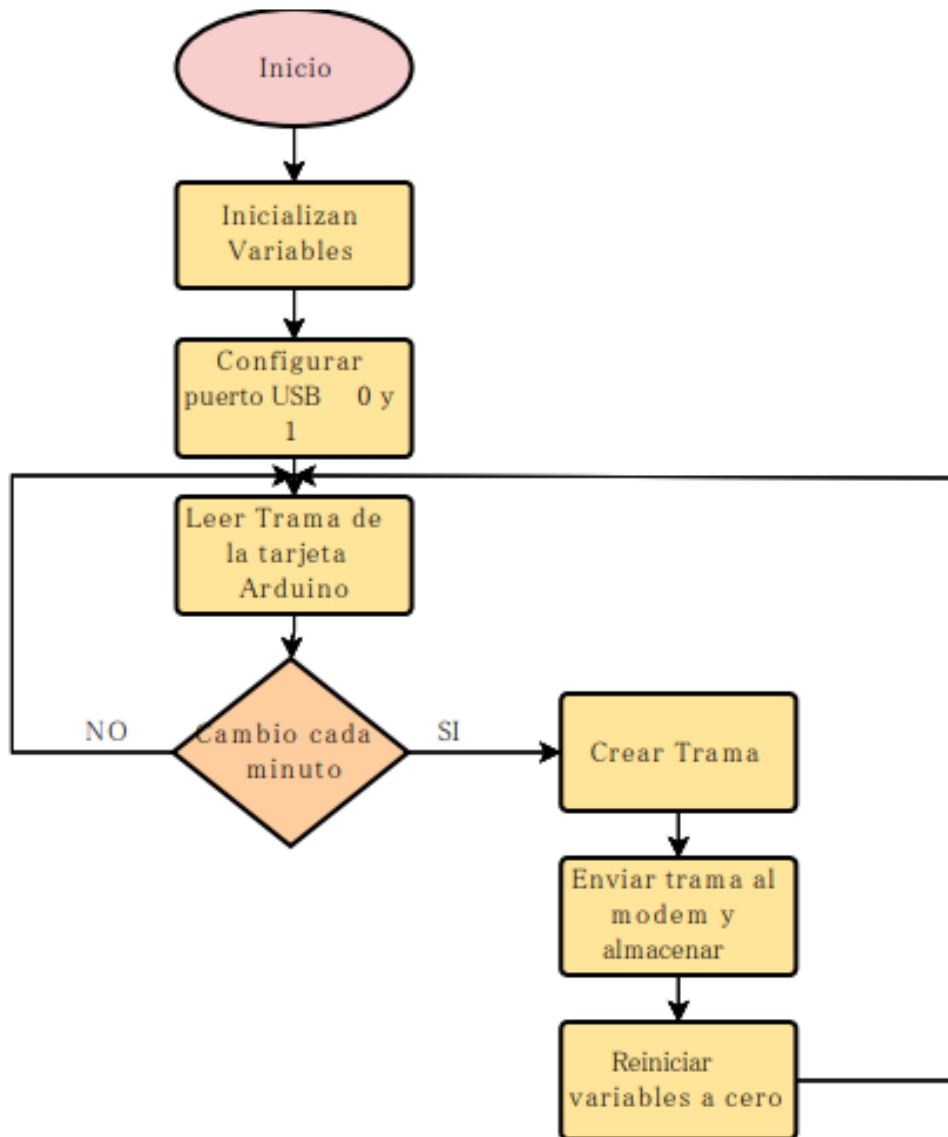 Inicio
Inicializan
Variables
Configurar
puerto USB 0 y
1
Leer Trama de
la tarjeta
Arduino
NO
Cambio cada
minuto
SI
Crear Trama
Enviar trama al
modem y
almacenar
Reiniciar
variables a cero